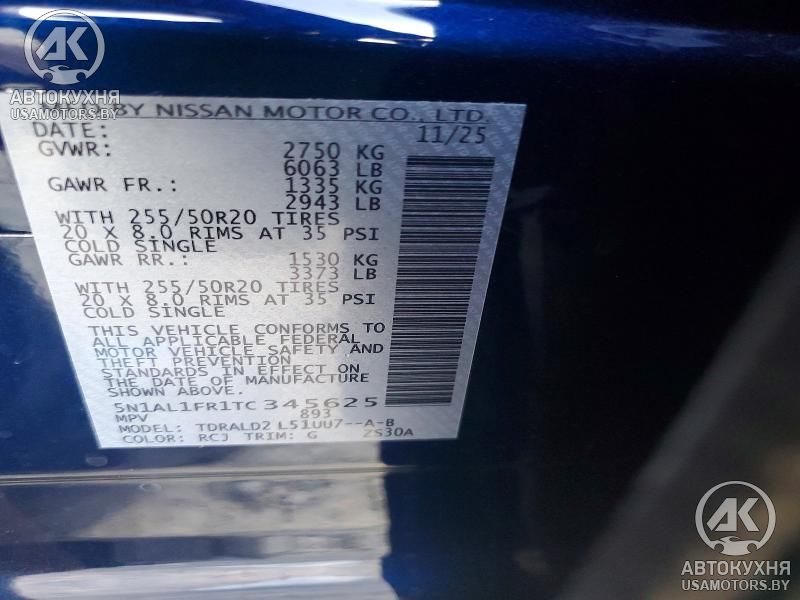 AK
АВТОКУХНЯ
USAMOTORS.BY
BY NISSAN MOTOR CO., LTD.
DATE: 11/25
GVWR: 2750 KG
6063 LB
GAWR FR.: 1335 KG
2943 LB
WITH 255/50R20 TIRES
20 X 8.0 RIMS AT 35 PSI
COLD SINGLE
GAWR RR.: 1530 KG
3373 LB
WITH 255/50R20 TIRES
20 X 8.0 RIMS AT 35 PSI
COLD SINGLE
THIS VEHICLE CONFORMS TO
ALL APPLICABLE FEDERAL
MOTOR VEHICLE SAFETY AND
THEFT PREVENTION
STANDARDS IN EFFECT ON
THE DATE OF MANUFACTURE
SHOWN ABOVE.
5N1AL1FR1TC 345625
MPV 893
MODEL: TDRALD2 L51UU7--A-B
COLOR: RCJ TRIM: G 2S30A
AK
АВТОКУХНЯ
USAMOTORS.BY